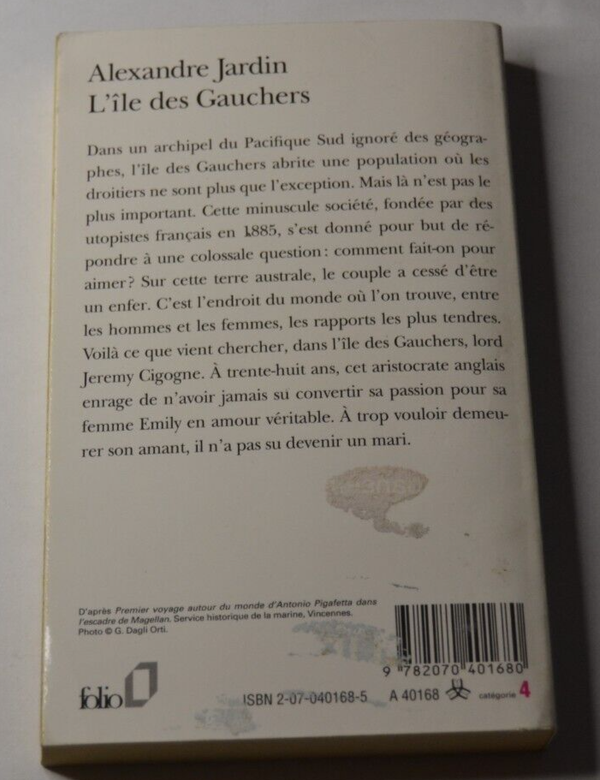 Alexandre Jardin
L'île des Gauchers
Dans un archipel du Pacifique Sud ignoré des géogra-
phes, l'île des Gauchers abrite une population où les
droitiers ne sont plus que l'exception. Mais là n'est pas le
plus important. Cette minuscule société, fondée par des
utopistes français en 1885, s'est donné pour but de ré-
pondre à une colossale question : comment fait-on pour
aimer ? Sur cette terre australe, le couple a cessé d'être
un enfer. C'est l'endroit du monde où l'on trouve, entre
les hommes et les femmes, les rapports les plus tendres.
Voilà ce que vient chercher, dans l'île des Gauchers, lord
Jeremy Cigogne. À trente-huit ans, cet aristocrate anglais
enrage de n'avoir jamais su convertir sa passion pour sa
femme Emily en amour véritable. À trop vouloir demeu-
rer son amant, il n'a pas su devenir un mari.
D'après Premier voyage autour du monde d'Antonio Pigafetta dans
l'escadre de Magellan. Service historique de la marine, Vincennes.
Photo © G. Dagli Orti.
9 782070 401680
folio
ISBN 2-07-040168-5 A 40168 catégorie 4